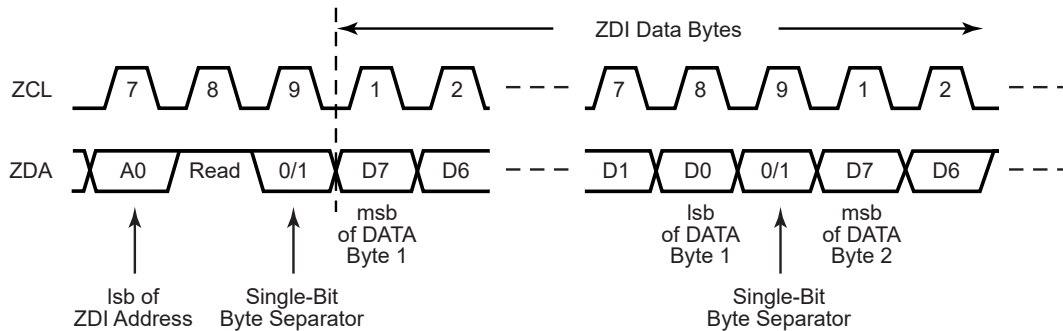 ZDI Data Bytes
ZCL 7 8 9 1 2 7 8 9 1 2
ZDA A0 Read 0/1 D7 D6 D1 D0 0/1 D7 D6
msb
of DATA
Byte 1
lsb
of DATA
Byte 1
msb
of DATA
Byte 2
lsb of
ZDI Address
Single-Bit
Byte Separator
Single-Bit
Byte Separator